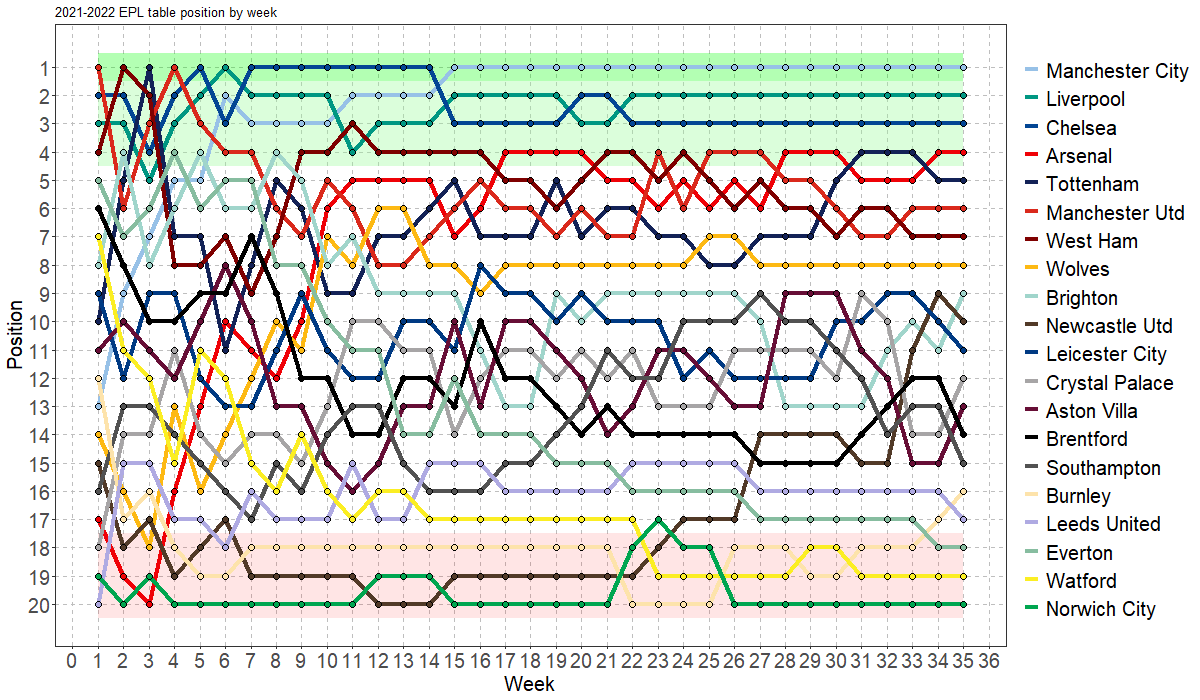 2021-2022 EPL table position by week
Position
1
2
3
4
5
6
7
8
9
10
11
12
13
14
15
16
17
18
19
20
0 1 2 3 4 5 6 7 8 9 10 11 12 13 14 15 16 17 18 19 20 21 22 23 24 25 26 27 28 29 30 31 32 33 34 35 36
Week
Manchester City
Liverpool
Chelsea
Arsenal
Tottenham
Manchester Utd
West Ham
Wolves
Brighton
Newcastle Utd
Leicester City
Crystal Palace
Aston Villa
Brentford
Southampton
Burnley
Leeds United
Everton
Watford
Norwich City